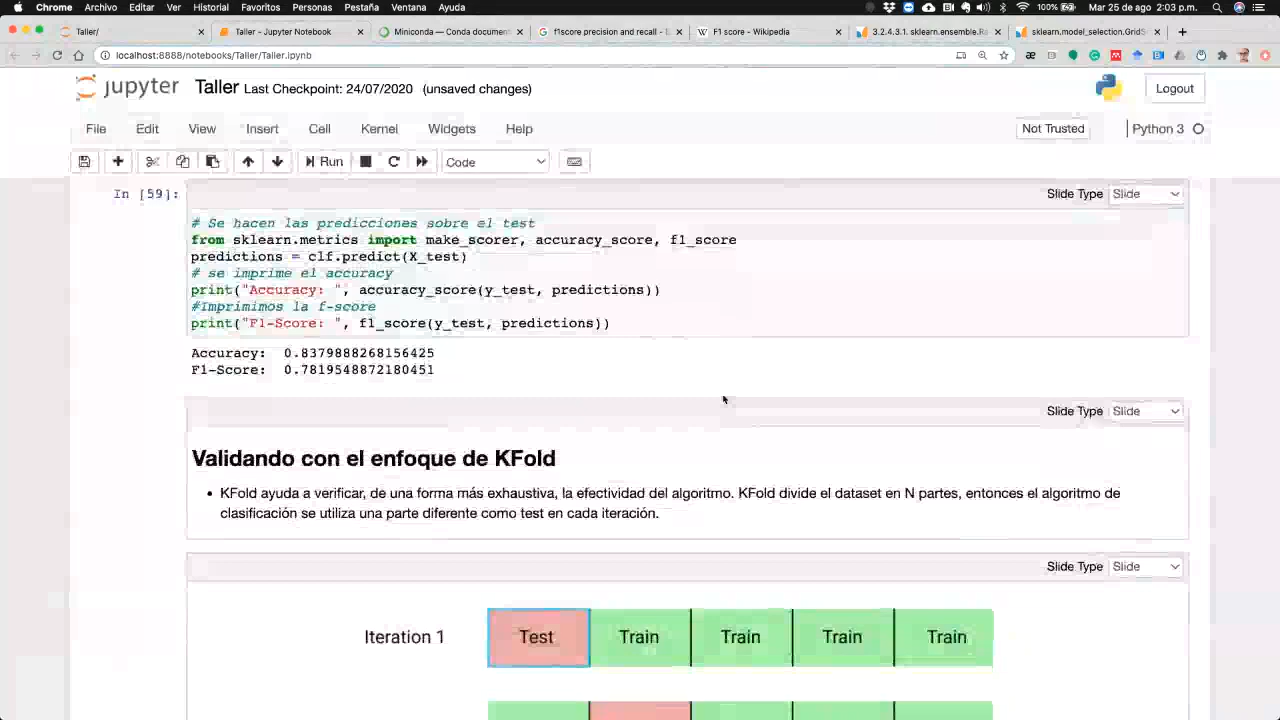 Chrome Archivo Editar Ver Historial Favoritos Personas Pestaña Ventana Ayuda 100% Mar 25 de ago 2:03 p.m.
Taller/ Taller - Jupyter Notebook Miniconda — Conda document f1score precision and recall - F1 score - Wikipedia 3.2.4.3.1. sklearn.ensemble.Ra sklearn.model_selection.GridS
localhost:8888/notebooks/Taller/Taller.ipynb
jupyter Taller Last Checkpoint: 24/07/2020 (unsaved changes) Logout
File Edit View Insert Cell Kernel Widgets Help Not Trusted Python 3
Run Code
In [59]: Slide Type Slide
# Se hacen las predicciones sobre el test
from sklearn.metrics import make_scorer, accuracy_score, f1_score
predictions = clf.predict(X_test)
# se imprime el accuracy
print("Accuracy: ", accuracy_score(y_test, predictions))
#Imprimimos la f-score
print("F1-Score: ", f1_score(y_test, predictions))
Accuracy: 0.8379888268156425
F1-Score: 0.7819548872180451
Slide Type Slide
Validando con el enfoque de KFold
• KFold ayuda a verificar, de una forma más exhaustiva, la efectividad del algoritmo. KFold divide el dataset en N partes, entonces el algoritmo de
clasificación se utiliza una parte diferente como test en cada iteración.
Slide Type Slide
Iteration 1 Test Train Train Train Train